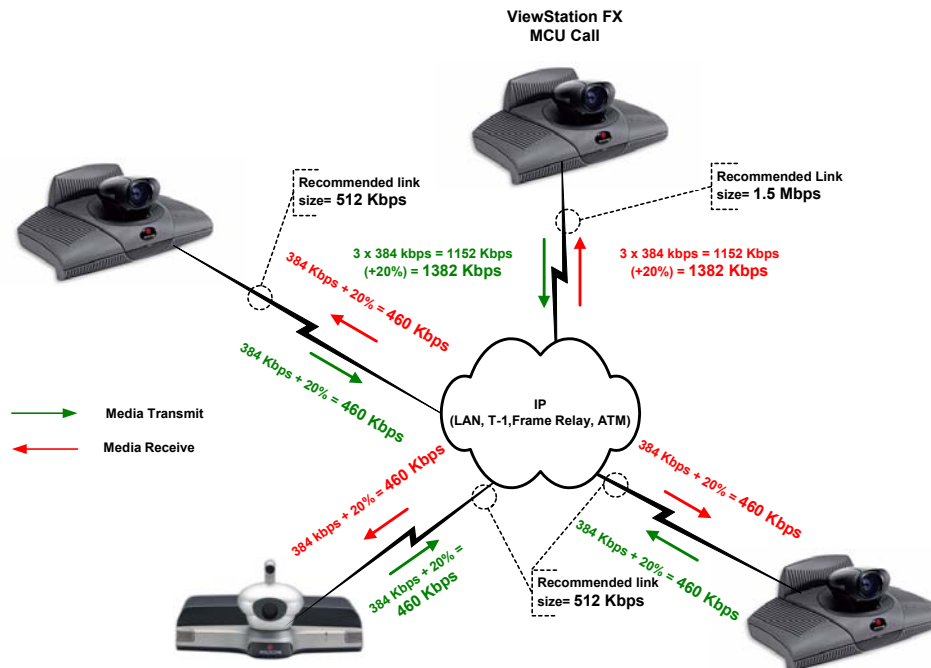 ViewStation FX
MCU Call
Recommended link
size= 512 Kbps
Recommended Link
size= 1.5 Mbps
3 x 384 kbps = 1152 Kbps
(+20%) = 1382 Kbps
3 x 384 kbps = 1152 Kbps
(+20%) = 1382 Kbps
384 Kbps + 20% = 460 Kbps
384 Kbps + 20% = 460 Kbps
IP
(LAN, T-1,Frame Relay, ATM)
Media Transmit
Media Receive
384 kbps + 20% = 460 Kbps
384 Kbps + 20% =
460 Kbps
384 Kbps + 20% = 460 Kbps
384 Kbps + 20% = 460 Kbps
Recommended link
size= 512 Kbps